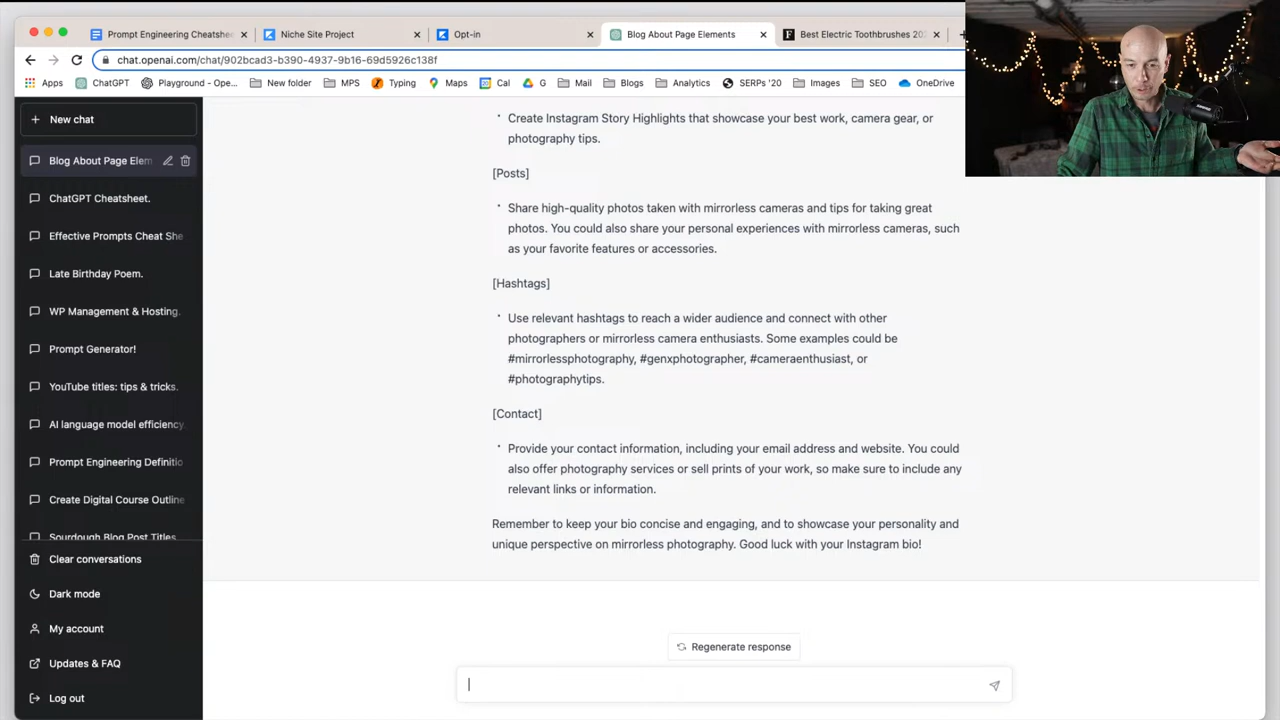 Prompt Engineering Cheatshe
Niche Site Project
Opt-in
Blog About Page Elements
Best Electric Toothbrushes 202
chat.openai.com/chat/902bcad3-b390-4937-9b16-69d5926c138f
Apps
ChatGPT
Playground - Ope...
New folder
MPS
Typing
Maps
Cal
G
Mail
Blogs
Analytics
SERPs '20
Images
SEO
OneDrive
New chat
Blog About Page Elem
ChatGPT Cheatsheet.
Effective Prompts Cheat She
Late Birthday Poem.
WP Management & Hosting.
Prompt Generator!
YouTube titles: tips & tricks.
AI language model efficiency
Prompt Engineering Definitio
Create Digital Course Outline
Sourdough Blog Post Titles
Clear conversations
Dark mode
My account
Updates & FAQ
Log out
• Create Instagram Story Highlights that showcase your best work, camera gear, or
photography tips.
[Posts]
• Share high-quality photos taken with mirrorless cameras and tips for taking great
photos. You could also share your personal experiences with mirrorless cameras, such
as your favorite features or accessories.
[Hashtags]
• Use relevant hashtags to reach a wider audience and connect with other
photographers or mirrorless camera enthusiasts. Some examples could be
#mirrorlessphotography, #genxphotographer, #cameraenthusiast, or
#photographytips.
[Contact]
• Provide your contact information, including your email address and website. You could
also offer photography services or sell prints of your work, so make sure to include any
relevant links or information.
Remember to keep your bio concise and engaging, and to showcase your personality and
unique perspective on mirrorless photography. Good luck with your Instagram bio!
Regenerate response